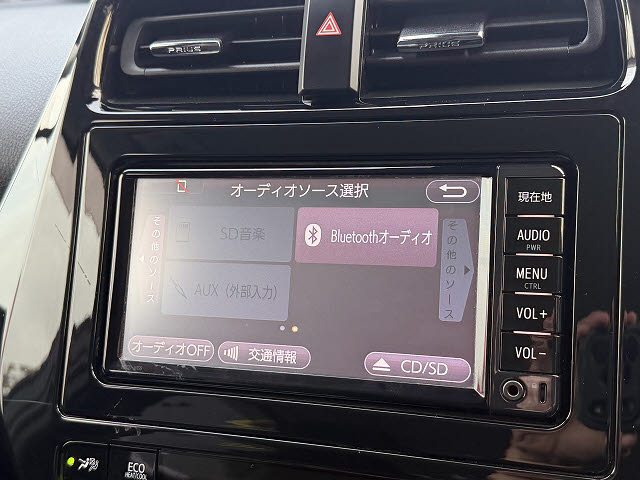 PRIUS
PRIUS
オーディオソース選択
その他のソース
SD音楽
Bluetoothオーディオ
その他のソース
AUX（外部入力）
オーディオOFF
交通情報
CD/SD
現在地
AUDIO
PWR
MENU
CTRL
VOL+
VOL-
ECO
HEAT/COOL